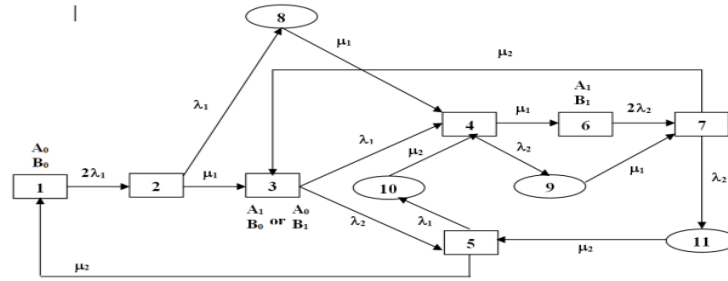 8
μ₁
μ₂
λ₁
A₁
B₁
λ₁
4
μ₁
6
2λ₂
7
A₀
B₀
μ₂
λ₂
λ₂
1
2λ₁
2
μ₁
3
10
9
μ₁
A₁ A₀
B₀ or B₁
λ₂
λ₁
5
μ₂
11
μ₂